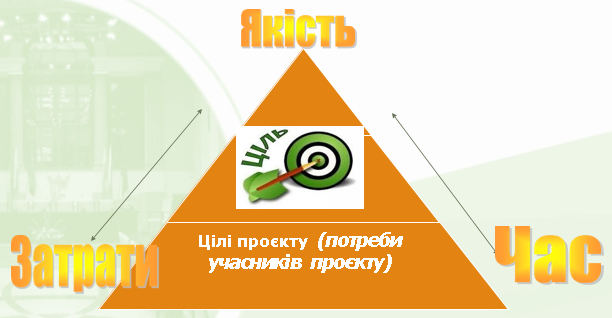 Якість
ЦІЛЬ
Затрати
Час
Цілі проєкту (потреби
учасників проєкту)